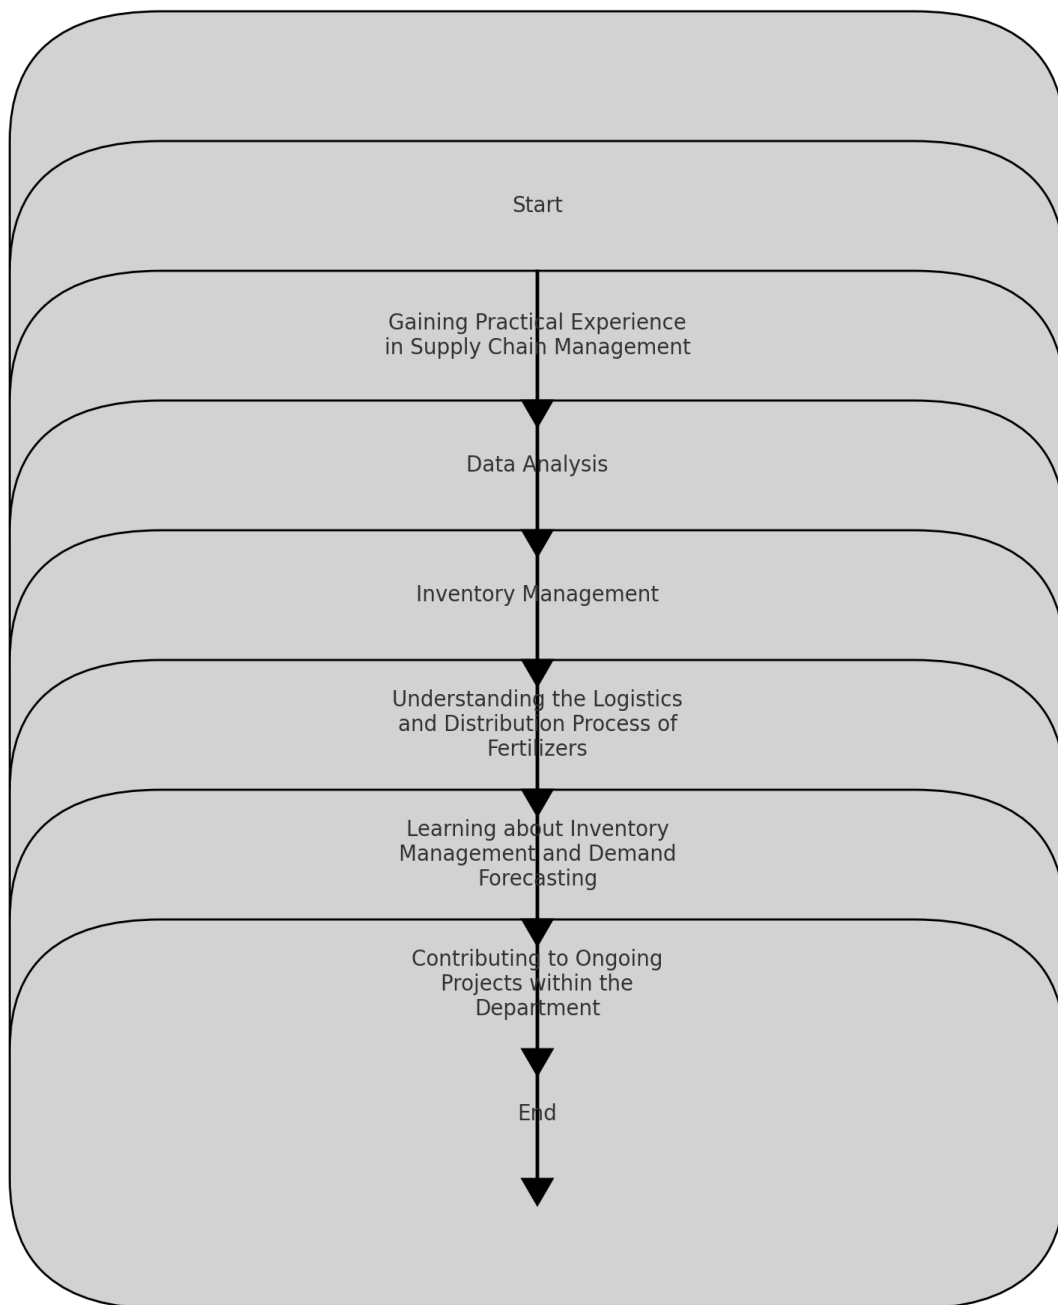 Start
Gaining Practical Experience
in Supply Chain Management
Data Analysis
Inventory Management
Understanding the Logistics
and Distribution Process of
Fertilizers
Learning about Inventory
Management and Demand
Forecasting
Contributing to Ongoing
Projects within the
Department
End